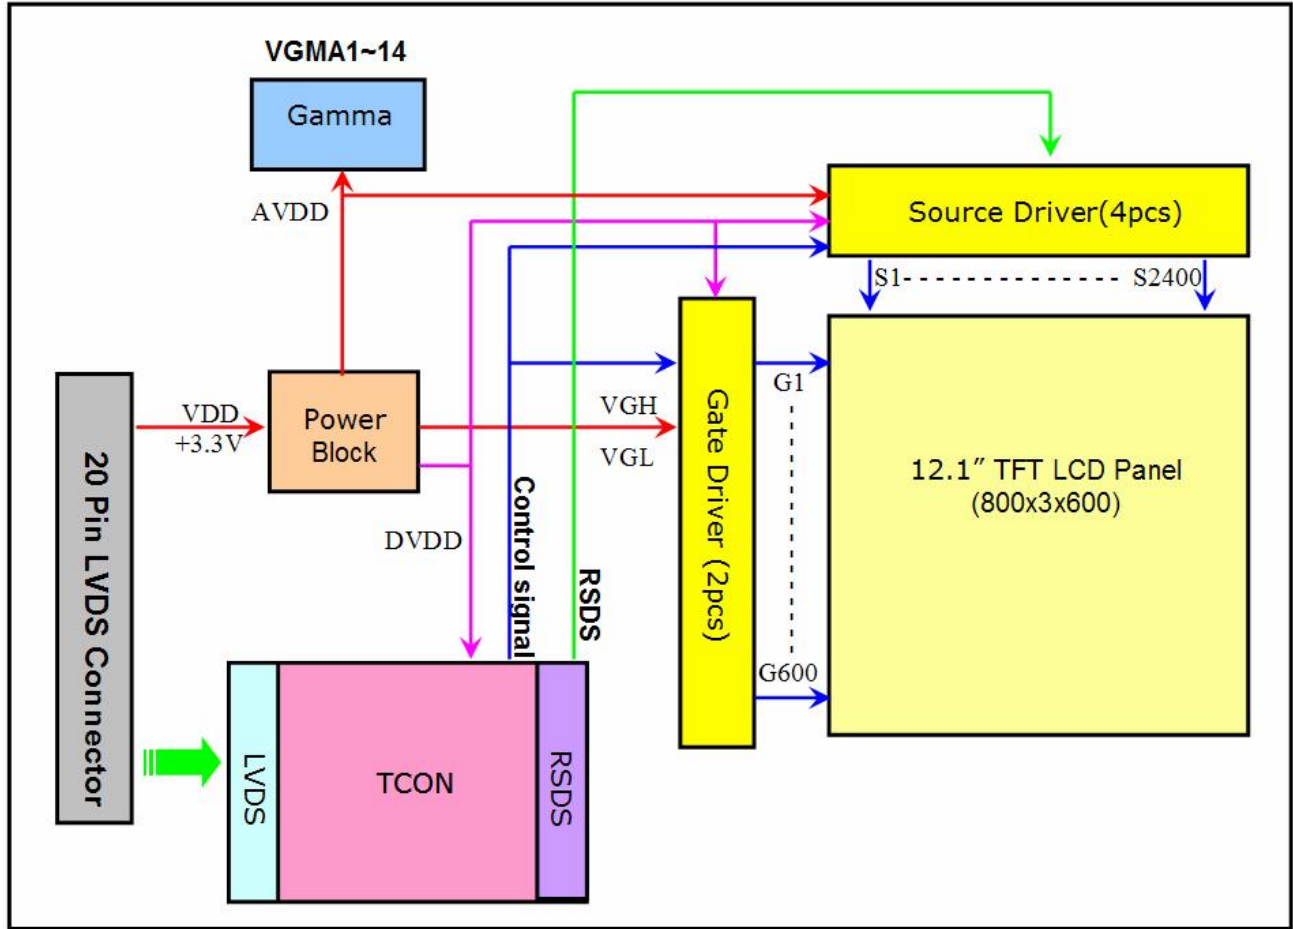 VGMA1~14
Gamma
AVDD
Source Driver(4pcs)
S1--------------S2400
VDD
+3.3V
Power
Block
VGH
VGL
G1
Gate Driver (2pcs)
G600
12.1″ TFT LCD Panel
(800x3x600)
20 Pin LVDS Connector
DVDD
Control signal
RSDS
LVDS
TCON
RSDS